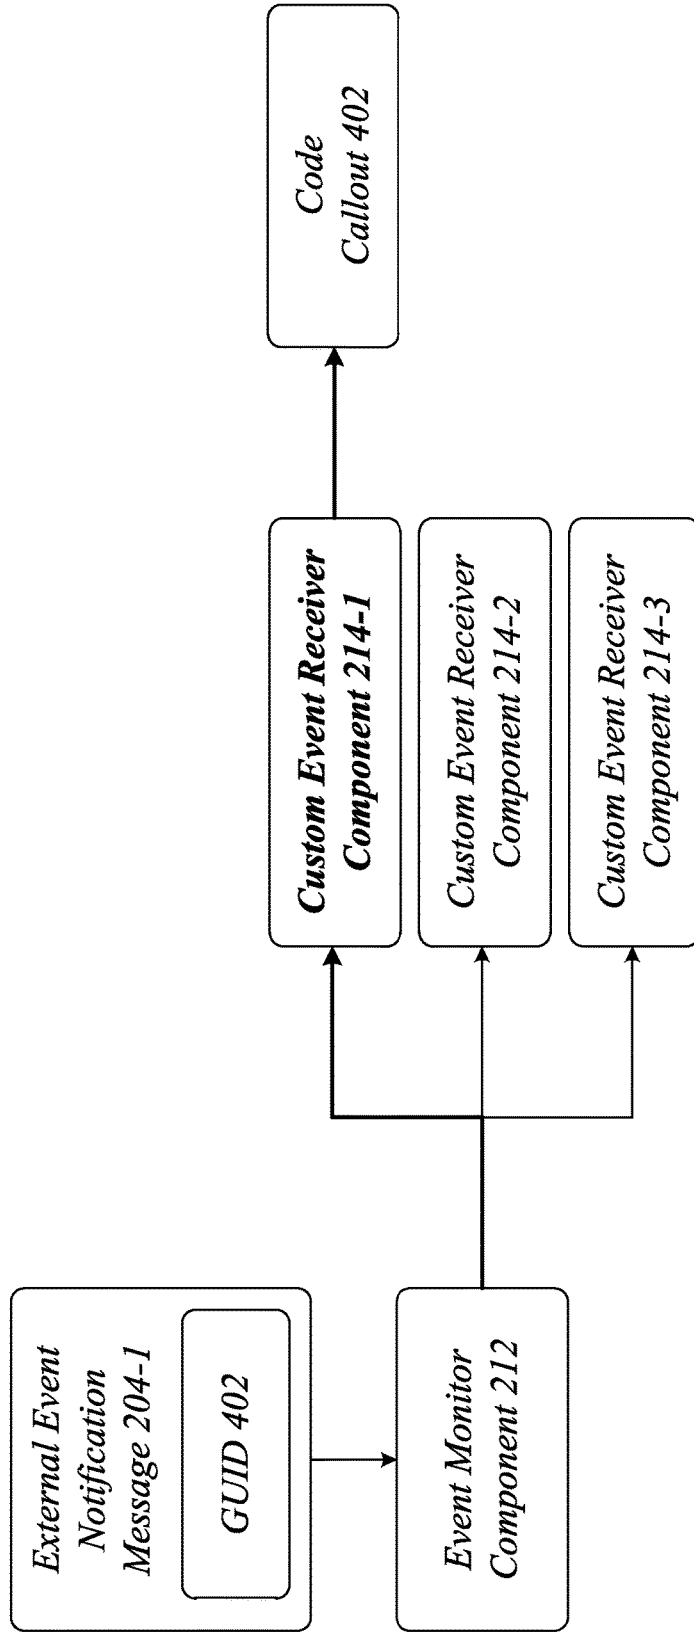 External Event
Notification
Message 204-1
GUID 402
Event Monitor
Component 212
Custom Event Receiver
Component 214-1
Custom Event Receiver
Component 214-2
Custom Event Receiver
Component 214-3
Code
Callout 402